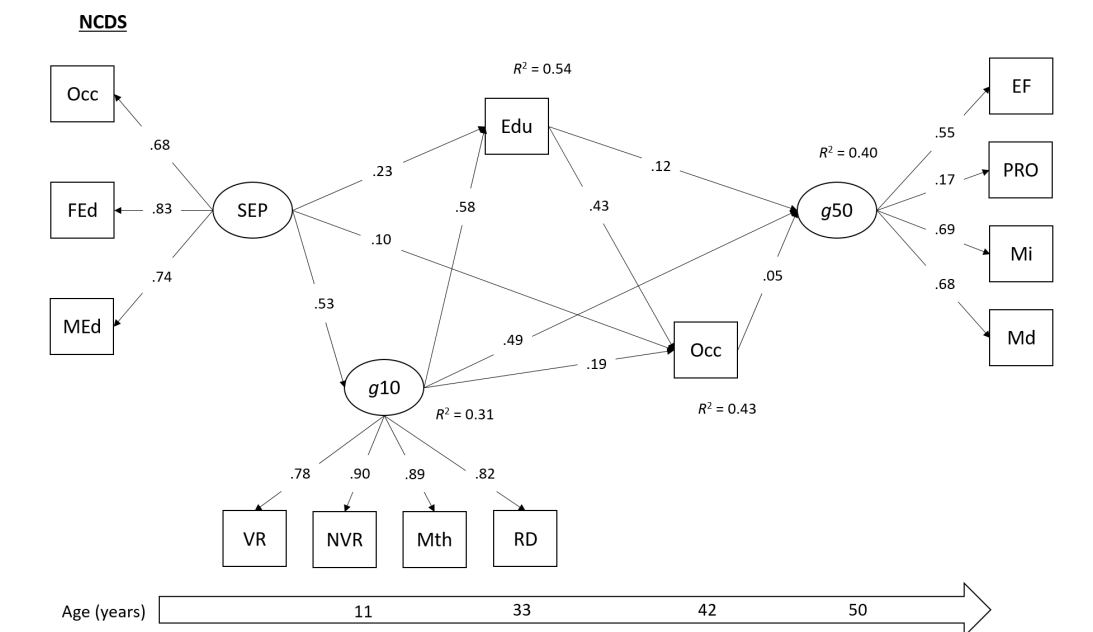 NCDS
R² = 0.54
Occ
Edu
EF
.68
.55
R² = 0.40
.12
.23
PRO
.17
FEd
.83
SEP
.58
.43
g50
.10
.69
Mi
.74
.05
.68
.53
MEd
.49
Occ
Md
.19
g10
R² = 0.31
R² = 0.43
.78
.90
.89
.82
VR
NVR
Mth
RD
Age (years)
11
33
42
50